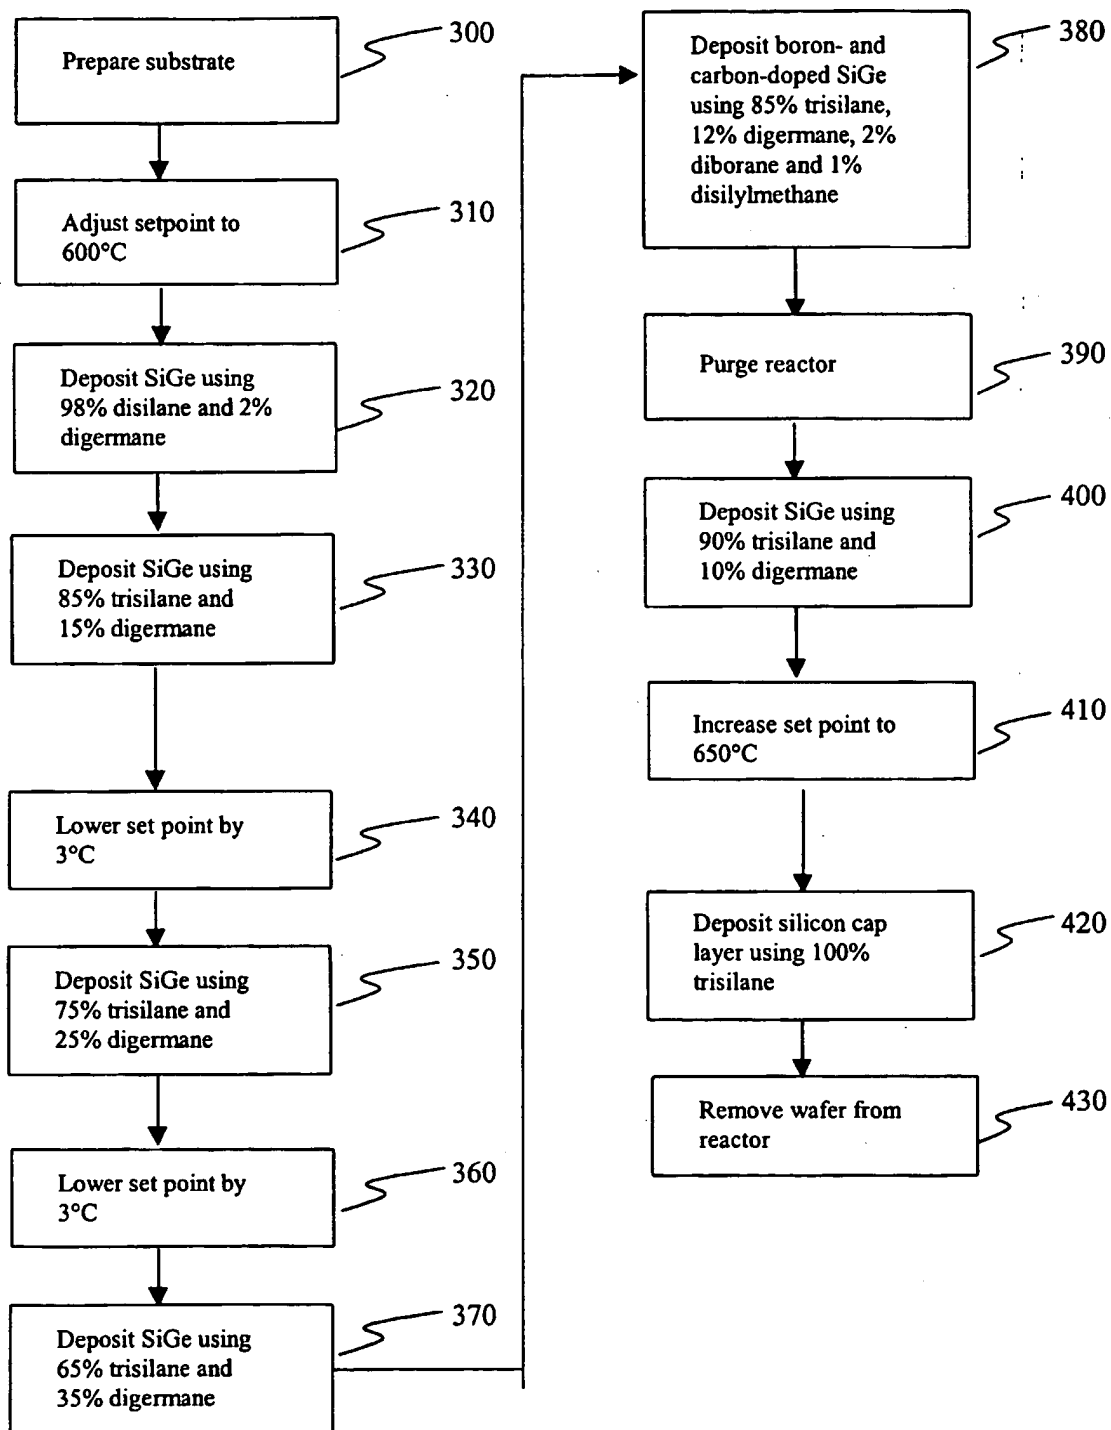 Prepare substrate
300
Adjust setpoint to
600°C
310
Deposit SiGe using
98% disilane and 2%
digermane
320
Deposit SiGe using
85% trisilane and
15% digermane
330
Lower set point by
3°C
340
Deposit SiGe using
75% trisilane and
25% digermane
350
Lower set point by
3°C
360
Deposit SiGe using
65% trisilane and
35% digermane
370
Deposit boron- and
carbon-doped SiGe
using 85% trisilane,
12% digermane, 2%
diborane and 1%
disilylmethane
380
Purge reactor
390
Deposit SiGe using
90% trisilane and
10% digermane
400
Increase set point to
650°C
410
Deposit silicon cap
layer using 100%
trisilane
420
Remove wafer from
reactor
430